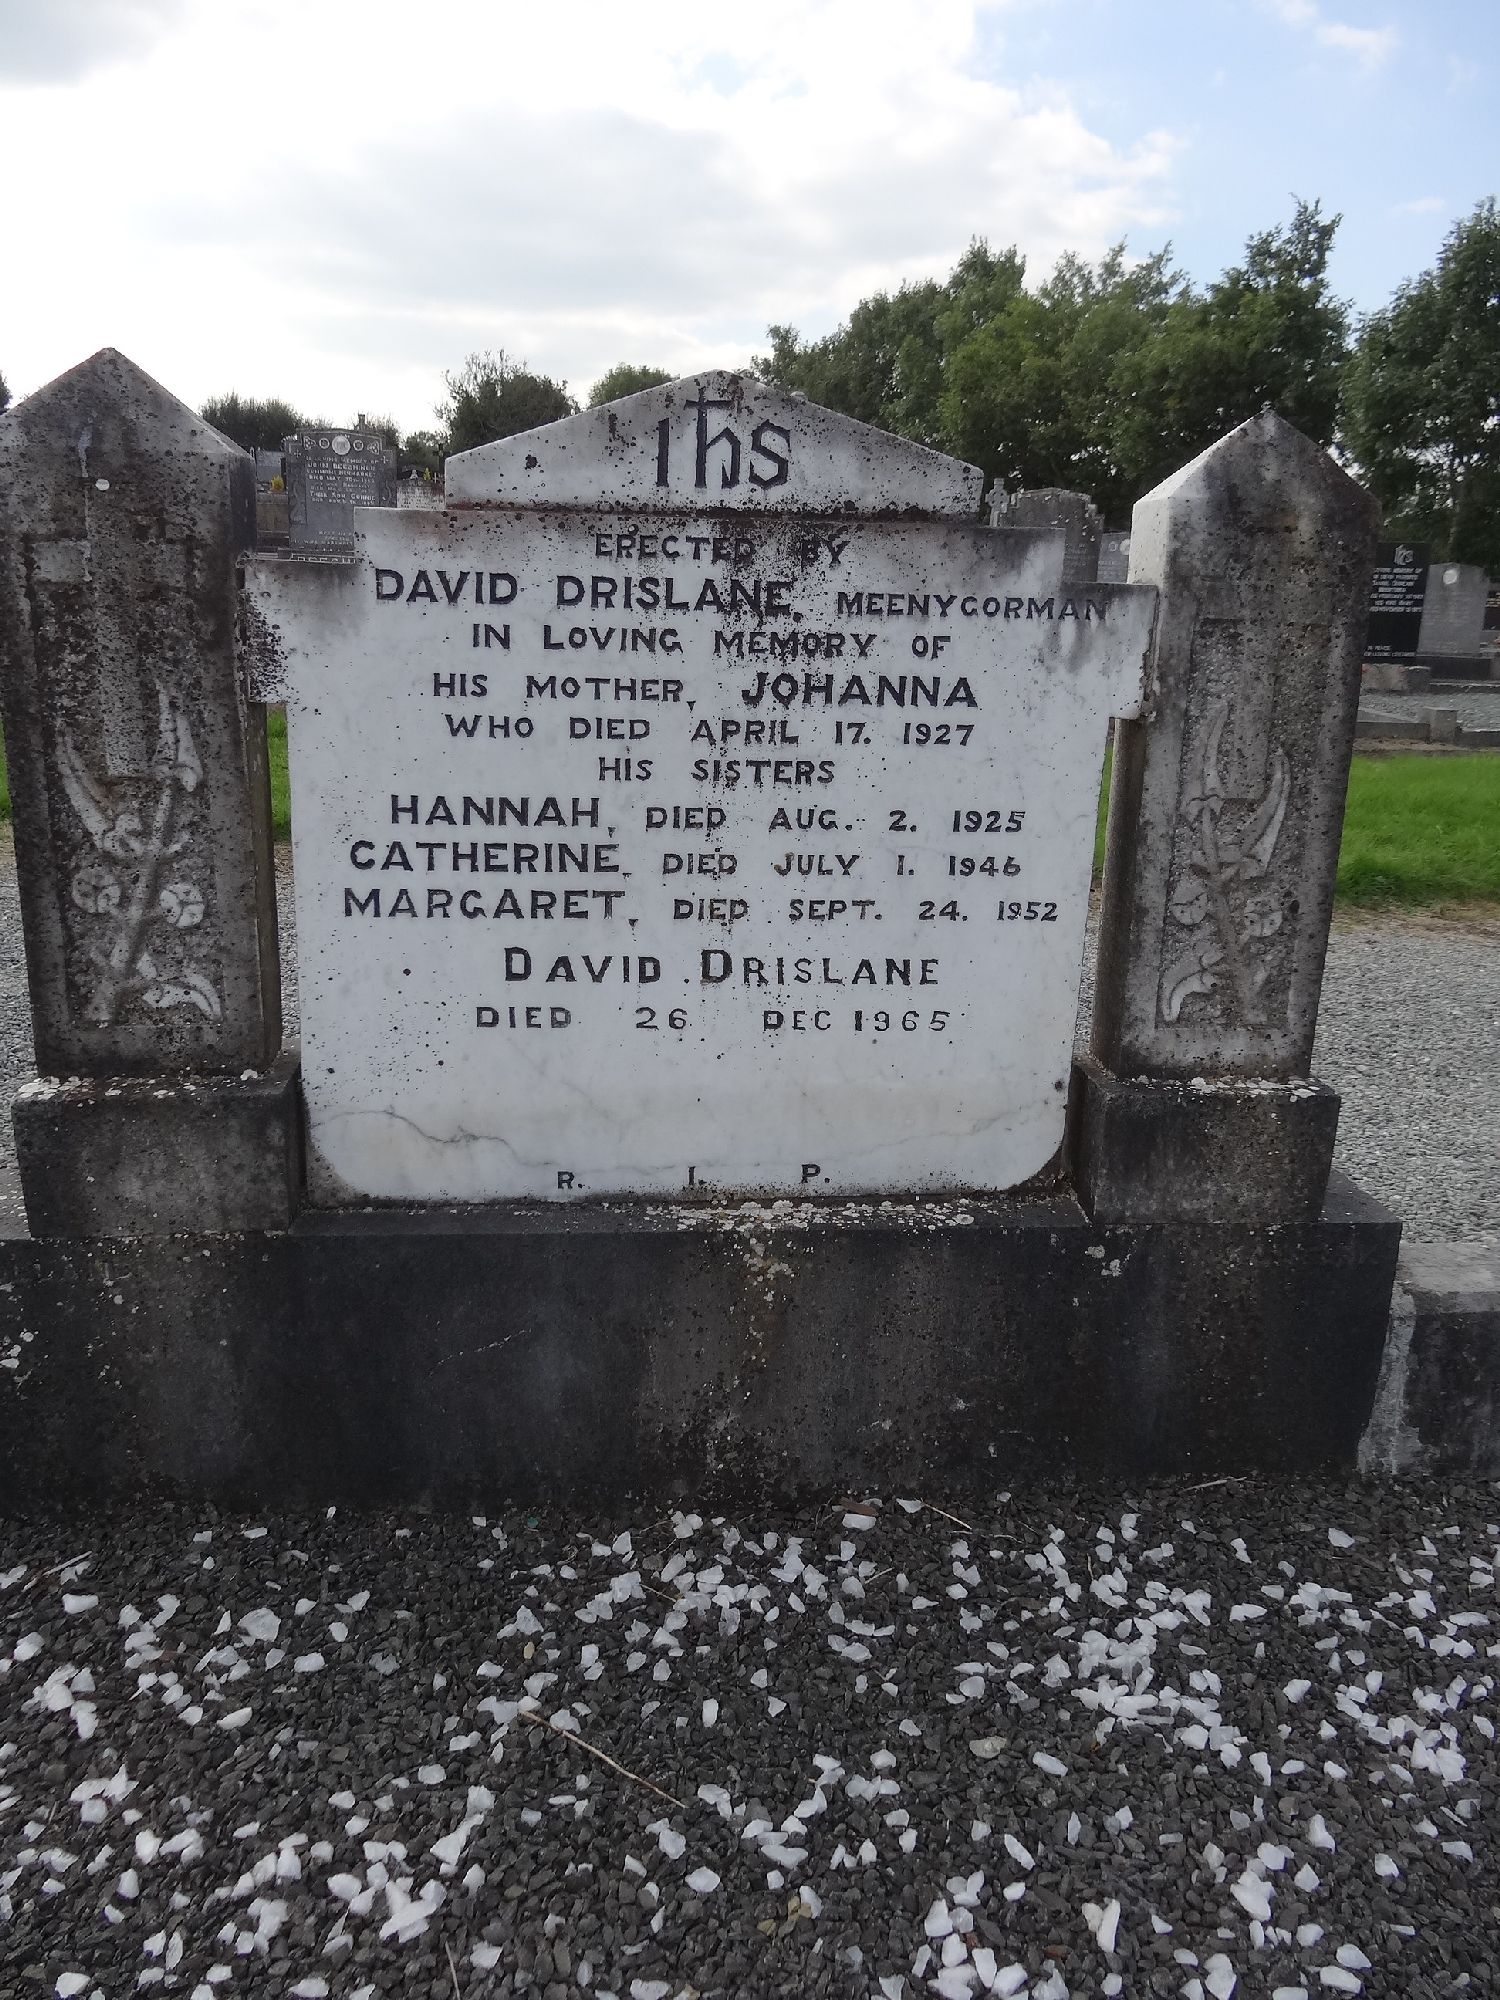 IHS
ERECTED BY
DAVID DRISLANE, MEENYGORMAN
IN LOVING MEMORY OF
HIS MOTHER, JOHANNA
WHO DIED APRIL 17. 1927
HIS SISTERS
HANNAH, DIED AUG. 2. 1925
CATHERINE, DIED JULY 1. 1946
MARGARET, DIED SEPT. 24. 1952
DAVID DRISLANE
DIED 26 DEC 1965
R. I. P.